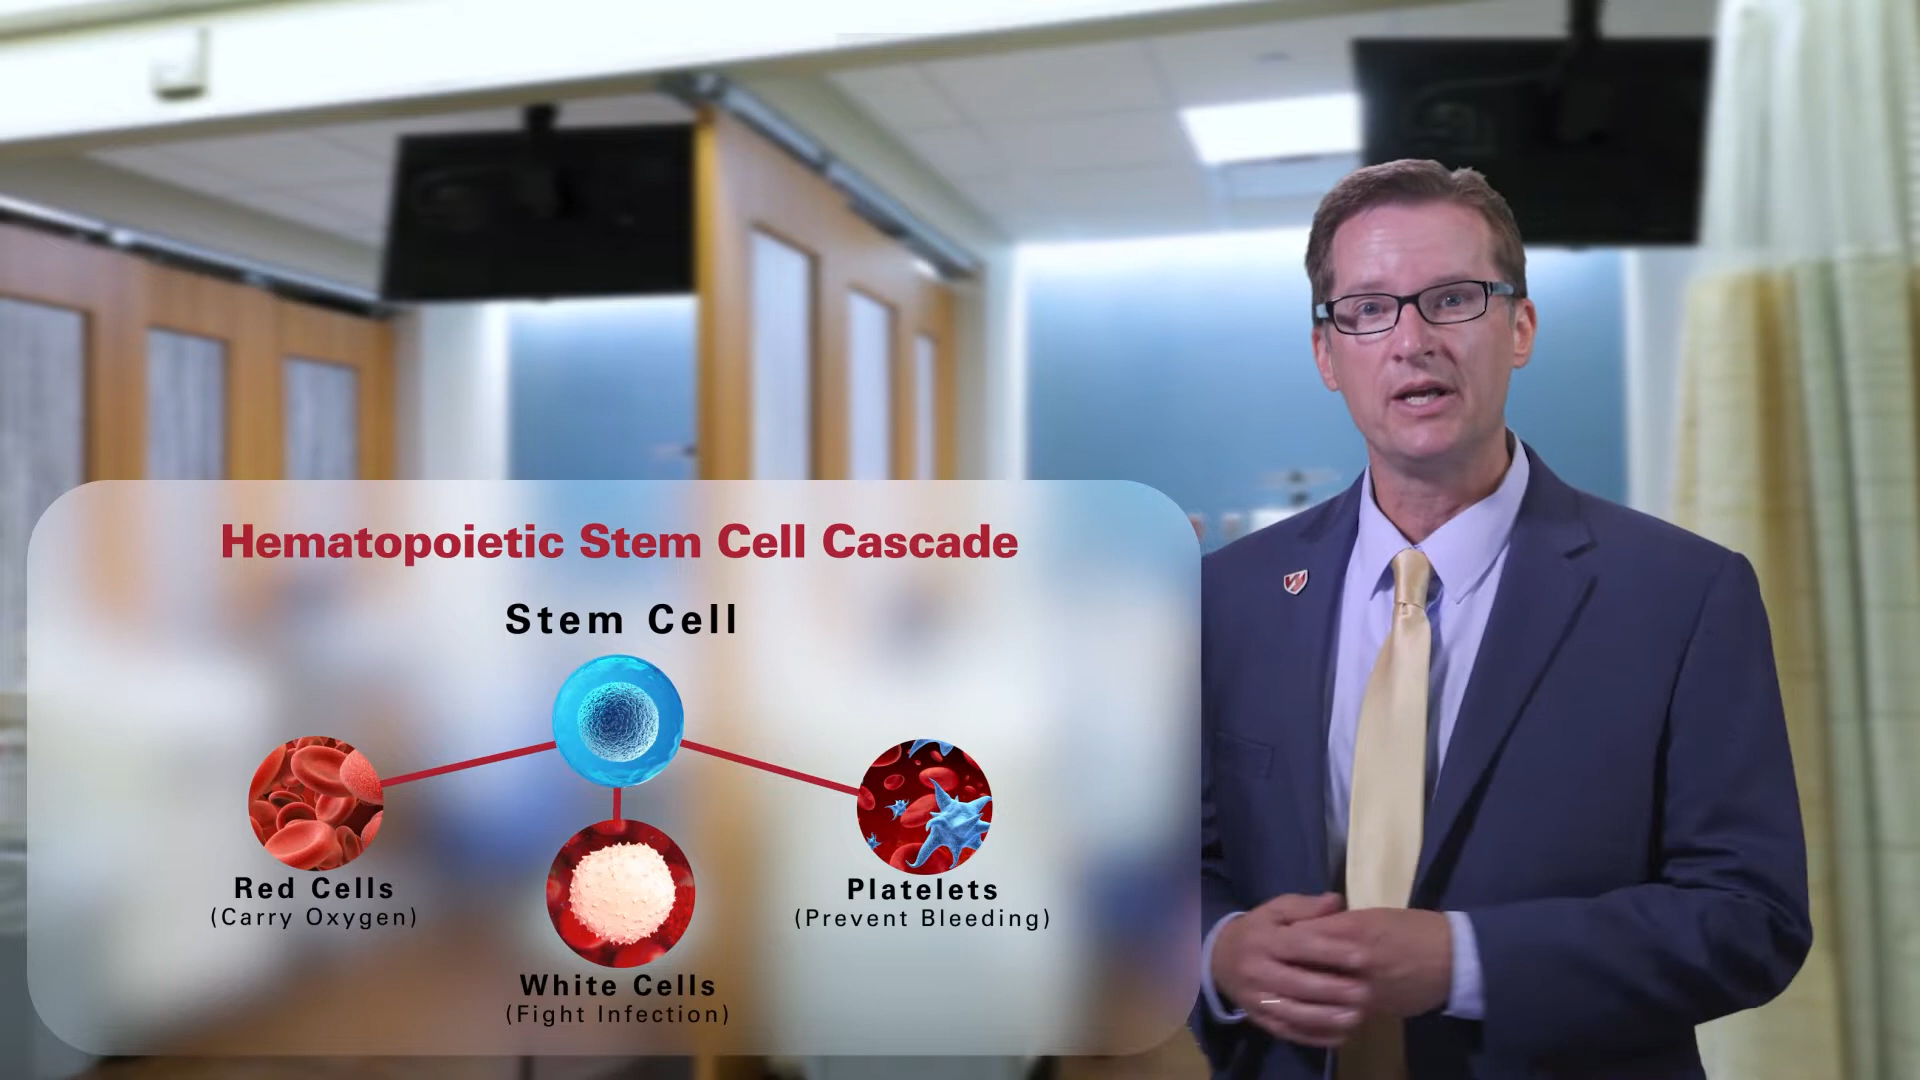 Hematopoietic Stem Cell Cascade
Stem Cell
Red Cells
(Carry Oxygen)
Platelets
(Prevent Bleeding)
White Cells
(Fight Infection)